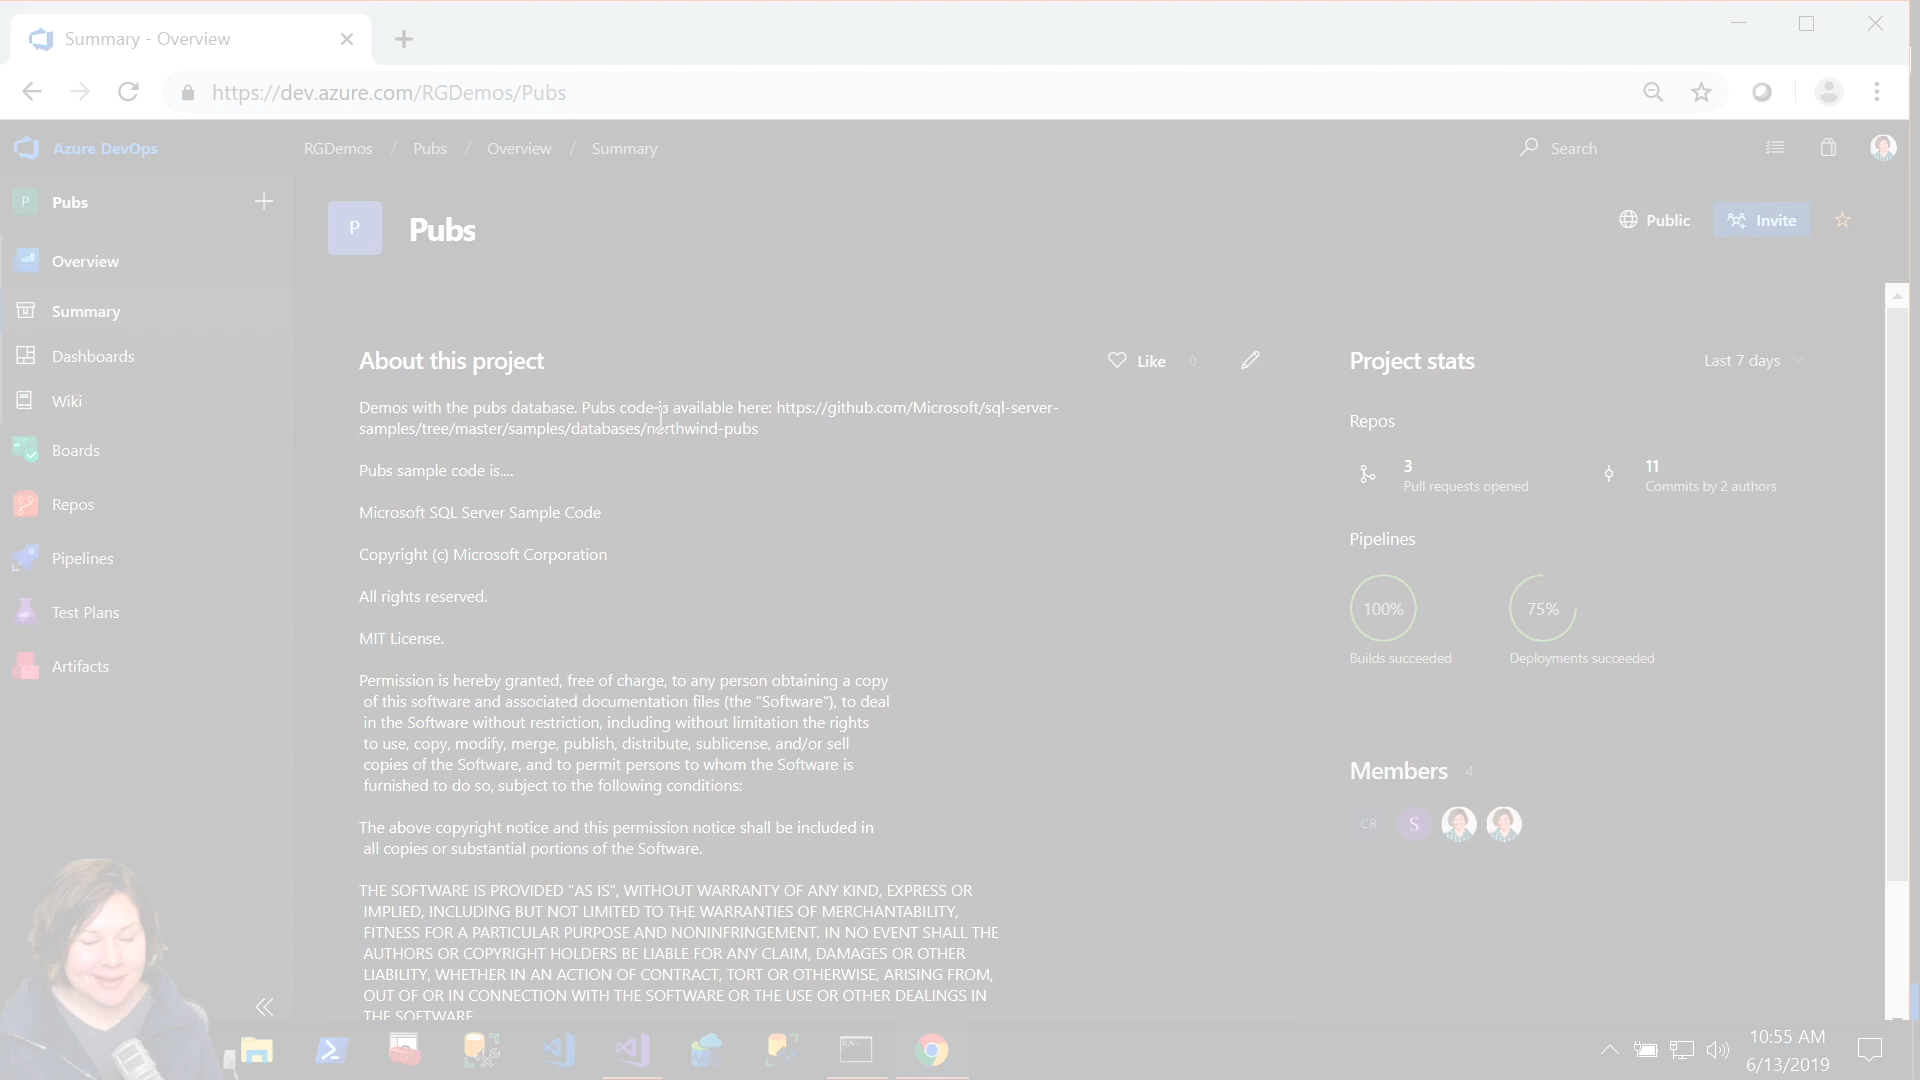 Summary - Overview
https://dev.azure.com/RGDemos/Pubs
Azure DevOps
RGDemos / Pubs / Overview / Summary
Search
P Pubs
P Pubs
Public
Invite
Overview
Summary
Dashboards
Wiki
Boards
Repos
Pipelines
Test Plans
Artifacts
About this project
Like 0
Demos with the pubs database. Pubs code is available here: https://github.com/Microsoft/sql-server-
samples/tree/master/samples/databases/northwind-pubs
Pubs sample code is....
Microsoft SQL Server Sample Code
Copyright (c) Microsoft Corporation
All rights reserved.
MIT License.
Permission is hereby granted, free of charge, to any person obtaining a copy
of this software and associated documentation files (the "Software"), to deal
in the Software without restriction, including without limitation the rights
to use, copy, modify, merge, publish, distribute, sublicense, and/or sell
copies of the Software, and to permit persons to whom the Software is
furnished to do so, subject to the following conditions:
The above copyright notice and this permission notice shall be included in
all copies or substantial portions of the Software.
THE SOFTWARE IS PROVIDED "AS IS", WITHOUT WARRANTY OF ANY KIND, EXPRESS OR
IMPLIED, INCLUDING BUT NOT LIMITED TO THE WARRANTIES OF MERCHANTABILITY,
FITNESS FOR A PARTICULAR PURPOSE AND NONINFRINGEMENT. IN NO EVENT SHALL THE
AUTHORS OR COPYRIGHT HOLDERS BE LIABLE FOR ANY CLAIM, DAMAGES OR OTHER
LIABILITY, WHETHER IN AN ACTION OF CONTRACT, TORT OR OTHERWISE, ARISING FROM,
OUT OF OR IN CONNECTION WITH THE SOFTWARE OR THE USE OR OTHER DEALINGS IN
THE SOFTWARE
Project stats
Last 7 days
Repos
3
Pull requests opened
11
Commits by 2 authors
Pipelines
100%
Builds succeeded
75%
Deployments succeeded
Members 4
CR
S
10:55 AM
6/13/2019